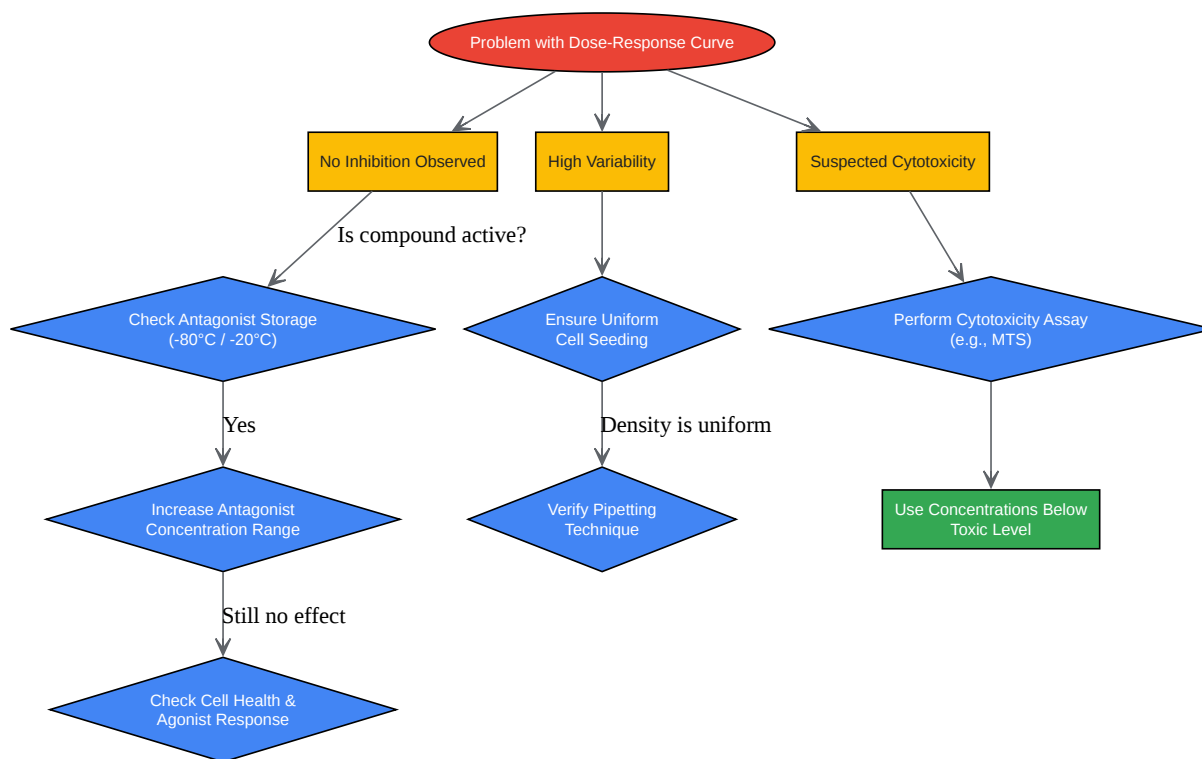 Problem with Dose-Response Curve
No Inhibition Observed
High Variability
Suspected Cytotoxicity
Is compound active?
Check Antagonist Storage
(-80°C / -20°C)
Ensure Uniform
Cell Seeding
Perform Cytotoxicity Assay
(e.g., MTS)
Yes
Density is uniform
Increase Antagonist
Concentration Range
Verify Pipetting
Technique
Use Concentrations Below
Toxic Level
Still no effect
Check Cell Health &
Agonist Response